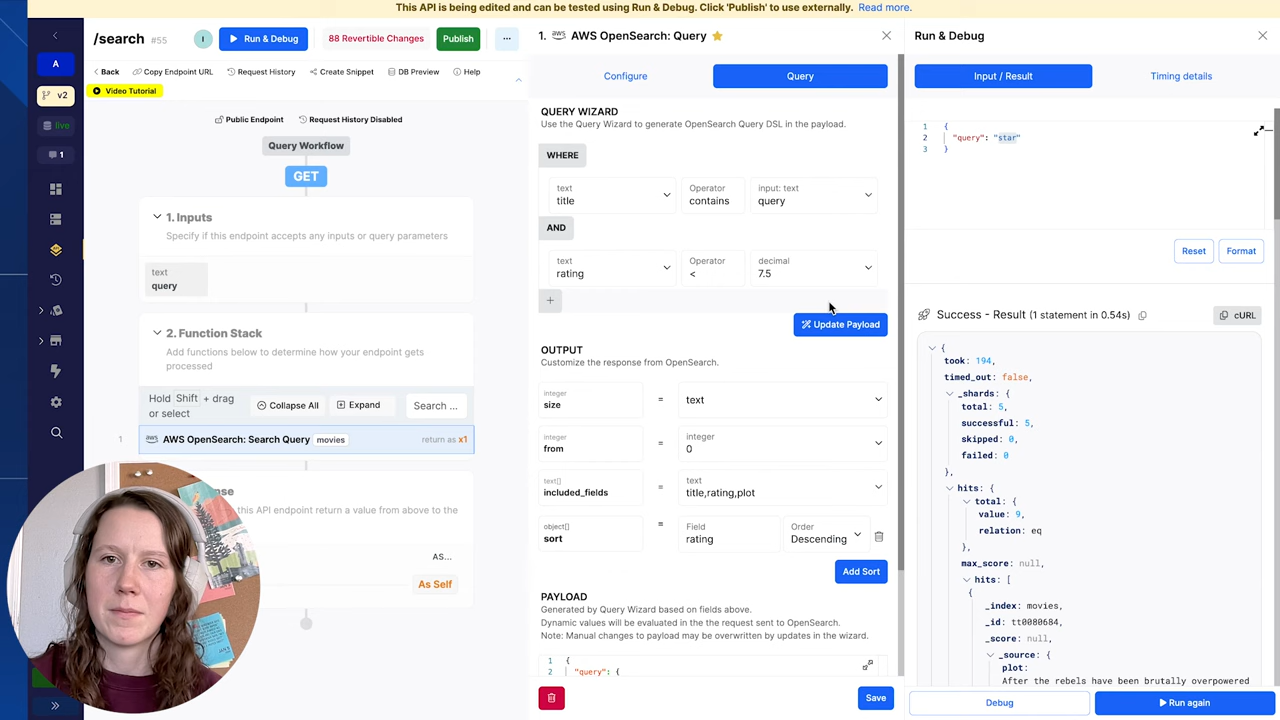 This API is being edited and can be tested using Run & Debug. Click 'Publish' to use externally. Read more.
/search #55
I
Run & Debug
88 Revertible Changes
Publish
...
Back
Copy Endpoint URL
Request History
Create Snippet
DB Preview
Help
Video Tutorial
A
v2
live
1
Public Endpoint
Request History Disabled
Query Workflow
GET
1. Inputs
Specify if this endpoint accepts any inputs or query parameters
text
query
2. Function Stack
Add functions below to determine how your endpoint gets
processed
Hold Shift + drag
or select
Collapse All
Expand
Search ...
1
aws AWS OpenSearch: Search Query movies return as x1
this API endpoint return a value from above to the
AS...
As Self
1. aws AWS OpenSearch: Query
Configure
Query
QUERY WIZARD
Use the Query Wizard to generate OpenSearch Query DSL in the payload.
WHERE
text
title
Operator
contains
input: text
query
AND
text
rating
Operator
<
decimal
7.5
+
Update Payload
OUTPUT
Customize the response from OpenSearch.
integer
size
=
text
integer
from
=
integer
0
text[]
included_fields
=
text
title,rating,plot
object[]
sort
=
Field
rating
Order
Descending
Add Sort
PAYLOAD
Generated by Query Wizard based on fields above.
Dynamic values will be evaluated in the the request sent to OpenSearch.
Note: Manual changes to payload may be overwritten by updates in the wizard.
1 {
2 "query": {
Save
Run & Debug
Input / Result
Timing details
1 {
2 "query": "star"
3 }
Reset
Format
Success - Result (1 statement in 0.54s)
cURL
{
took: 194,
timed_out: false,
_shards: {
total: 5,
successful: 5,
skipped: 0,
failed: 0
},
hits: {
total: {
value: 9,
relation: eq
},
max_score: null,
hits: [
{
_index: movies,
_id: tt0080684,
_score: null,
_source: {
plot:
After the rebels have been brutally overpowered
Debug
Run again